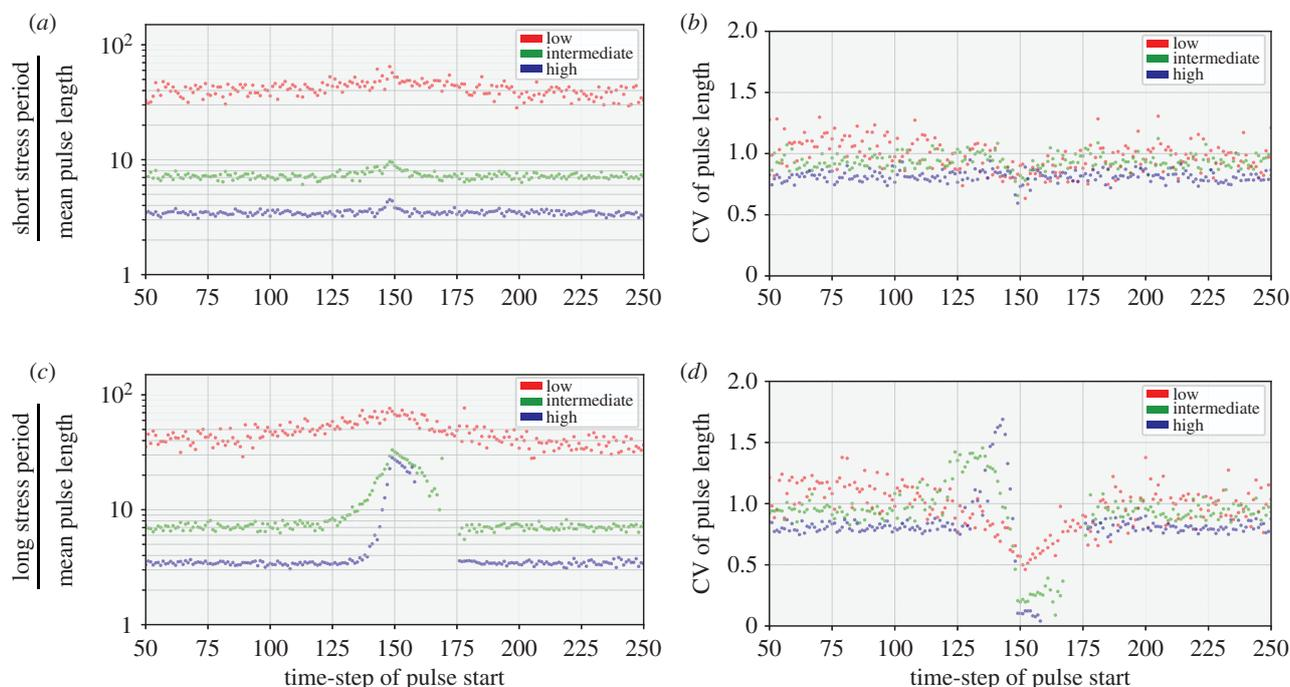 (a)
short stress period
mean pulse length
10²
10
1
50 75 100 125 150 175 200 225 250
low
intermediate
high
(b)
CV of pulse length
2.0
1.5
1.0
0.5
0
50 75 100 125 150 175 200 225 250
low
intermediate
high
(c)
long stress period
mean pulse length
10²
10
1
50 75 100 125 150 175 200 225 250
time-step of pulse start
low
intermediate
high
(d)
CV of pulse length
2.0
1.5
1.0
0.5
0
50 75 100 125 150 175 200 225 250
time-step of pulse start
low
intermediate
high